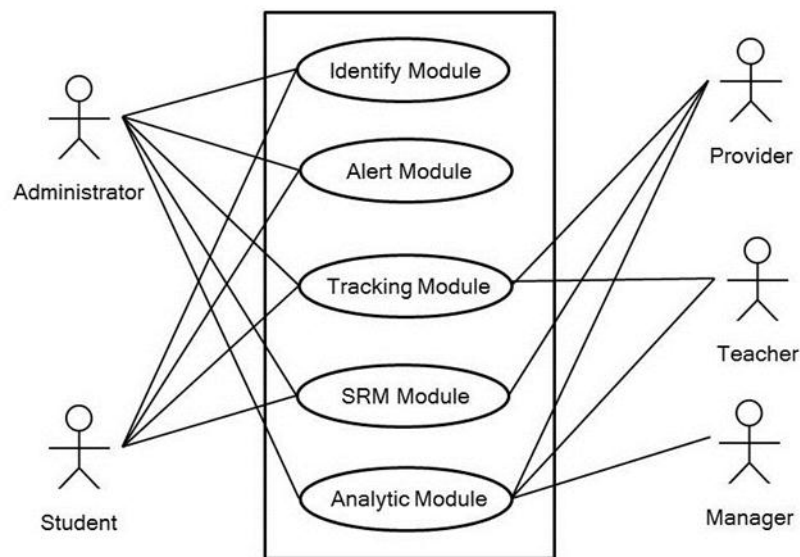 Identify Module
Alert Module
Tracking Module
SRM Module
Analytic Module
Administrator
Student
Provider
Teacher
Manager